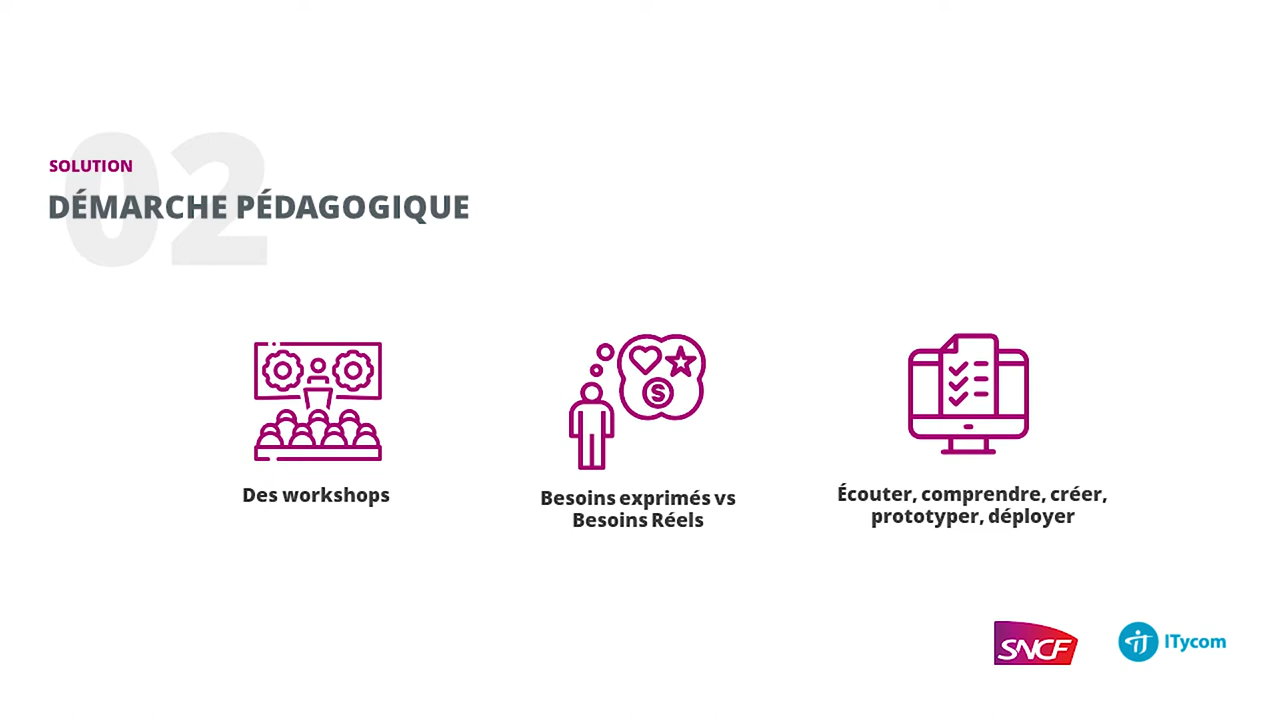 02
SOLUTION
DÉMARCHE PÉDAGOGIQUE
Des workshops
Besoins exprimés vs
Besoins Réels
Écouter, comprendre, créer,
prototyper, déployer
SNCF
ITycom